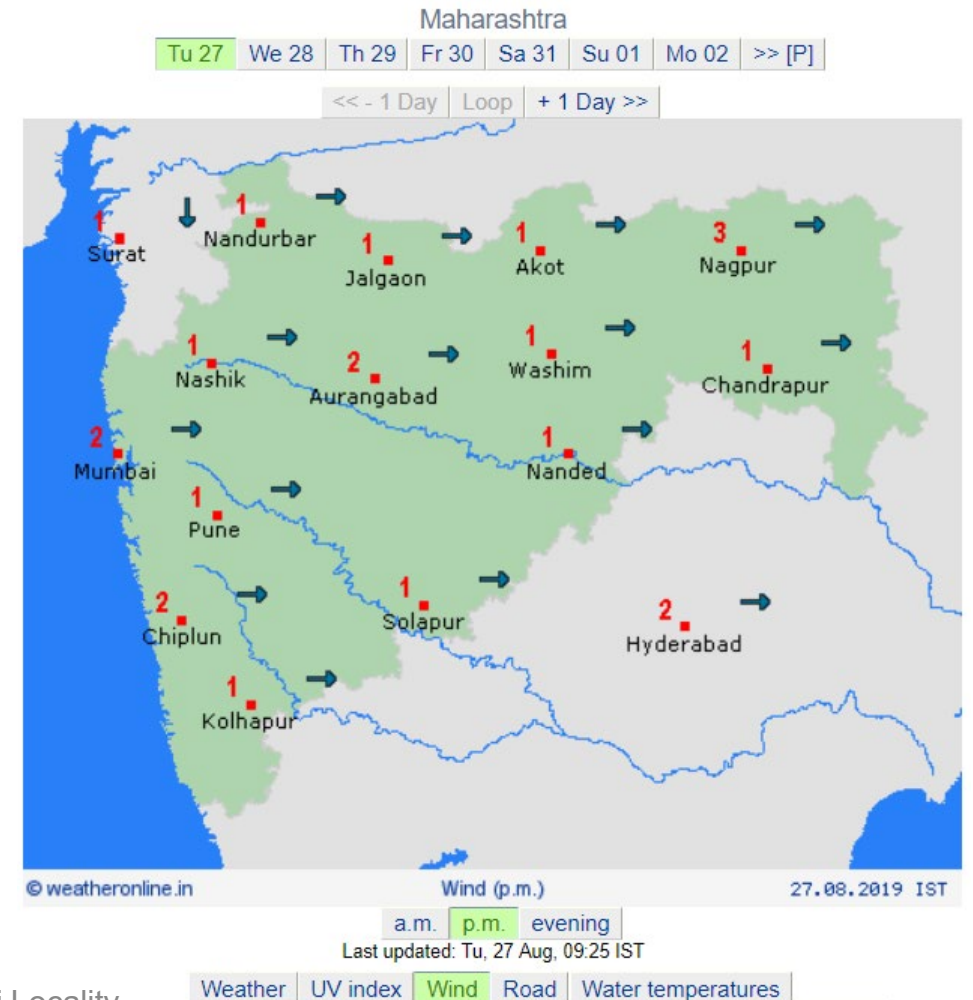 Maharashtra
Tu 27 We 28 Th 29 Fr 30 Sa 31 Su 01 Mo 02 >> [P]
<< - 1 Day Loop + 1 Day >>
1 Surat
1 Nandurbar
1 Jalgaon
1 Akot
3 Nagpur
1 Nashik
2 Aurangabad
1 Washim
1 Chandrapur
2 Mumbai
1 Nanded
1 Pune
2 Chiplun
1 Solapur
2 Hyderabad
1 Kolhapur
© weatheronline.in Wind (p.m.) 27.08.2019 IST
a.m. p.m. evening
Last updated: Tu, 27 Aug, 09:25 IST
Weather UV index Wind Road Water temperatures
Locality